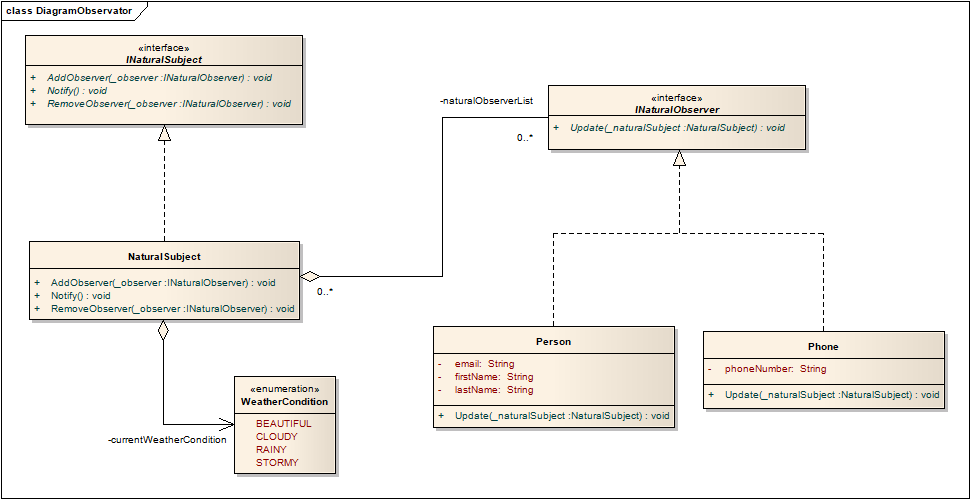 class DiagramObservator
«interface»
INaturalSubject
+ AddObserver(_observer :INaturalObserver) : void
+ Notify() : void
+ RemoveObserver(_observer :INaturalObserver) : void
-naturalObserverList
0..*
«interface»
INaturalObserver
+ Update(_naturalSubject :NaturalSubject) : void
NaturalSubject
+ AddObserver(_observer :INaturalObserver) : void
+ Notify() : void
+ RemoveObserver(_observer :INaturalObserver) : void
0..*
Person
- email: String
- firstName: String
- lastName: String
+ Update(_naturalSubject :NaturalSubject) : void
Phone
- phoneNumber: String
+ Update(_naturalSubject :NaturalSubject) : void
«enumeration»
WeatherCondition
BEAUTIFUL
CLOUDY
RAINY
STORMY
-currentWeatherCondition